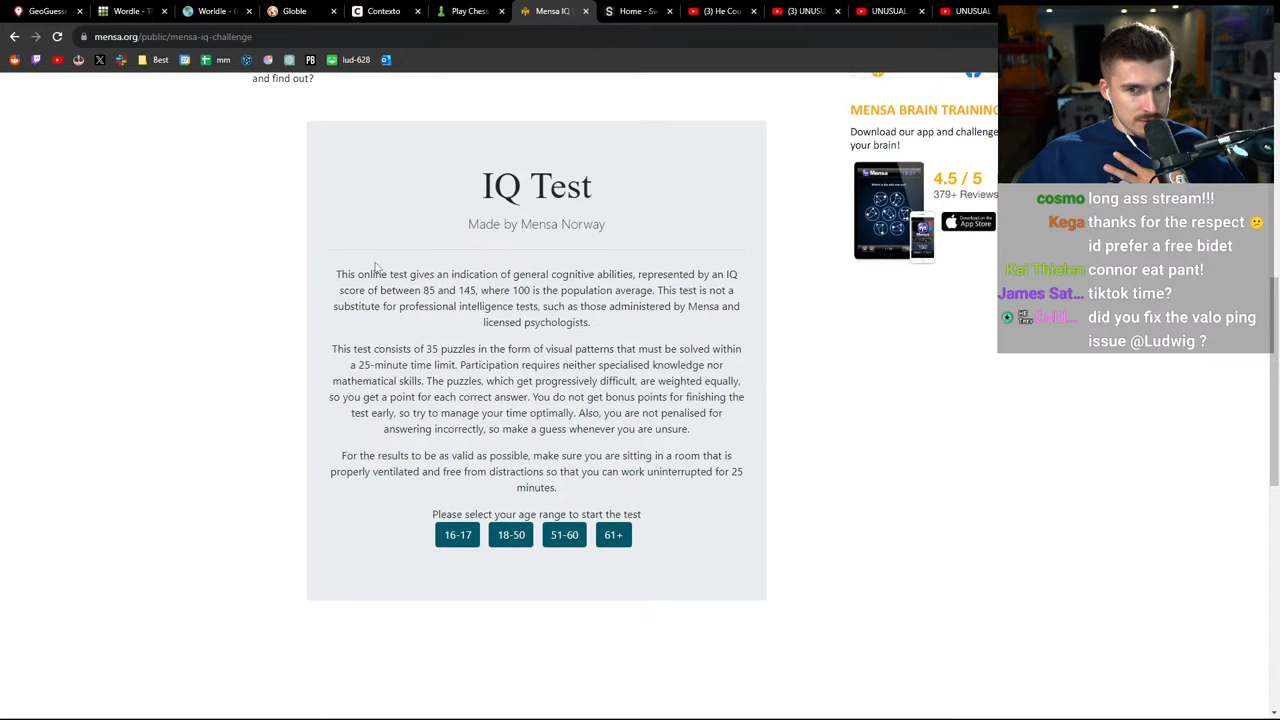 GeoGuess
Wordle - T
Worldle - C
Globle
Contexto
Play Chess
Mensa IQ C
Home - Sw
(3) He Cou
(3) UNUSU
UNUSUAL
UNUSUAL
mensa.org/public/mensa-iq-challenge
Best
mm
PB
lud-628
and find out?
MENSA BRAIN TRAINING
Download our app and challenge
your brain!
4.5 / 5
379+ Reviews
App Store
IQ Test
Made by Mensa Norway
This online test gives an indication of general cognitive abilities, represented by an IQ
score of between 85 and 145, where 100 is the population average. This test is not a
substitute for professional intelligence tests, such as those administered by Mensa and
licensed psychologists.
This test consists of 35 puzzles in the form of visual patterns that must be solved within
a 25-minute time limit. Participation requires neither specialised knowledge nor
mathematical skills. The puzzles, which get progressively difficult, are weighted equally,
so you get a point for each correct answer. You do not get bonus points for finishing the
test early, so try to manage your time optimally. Also, you are not penalised for
answering incorrectly, so make a guess whenever you are unsure.
For the results to be as valid as possible, make sure you are sitting in a room that is
properly ventilated and free from distractions so that you can work uninterrupted for 25
minutes.
Please select your age range to start the test
16-17 18-50 51-60 61+
cosmo long ass stream!!!
Kega thanks for the respect 😕
id prefer a free bidet
Kai Thielen connor eat pant!
James Sat... tiktok time?
did you fix the valo ping
issue @Ludwig ?